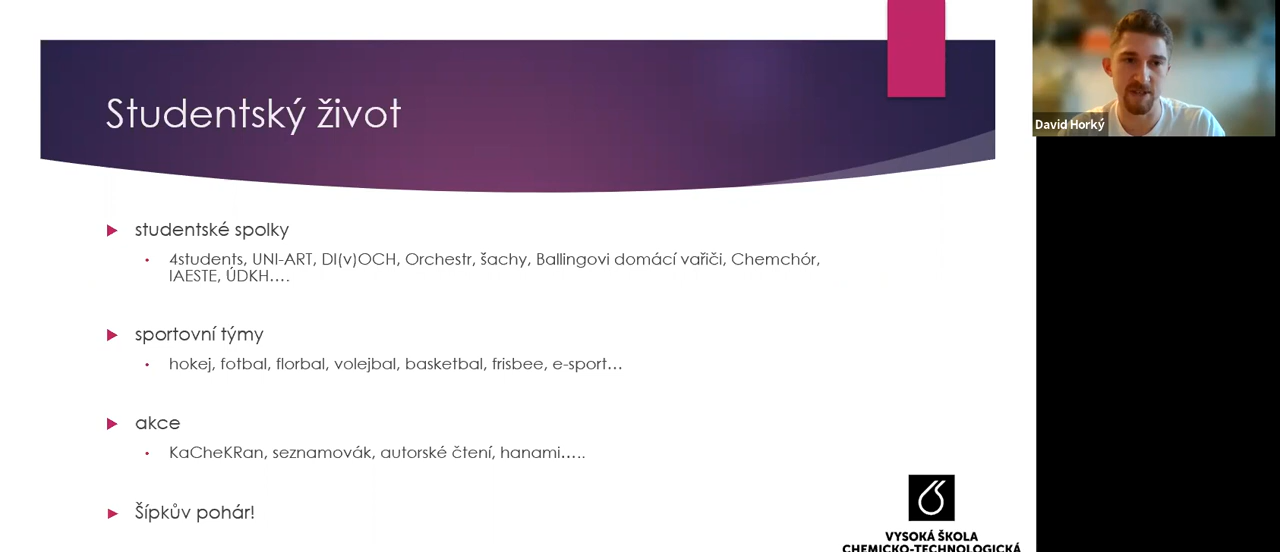 Studentský život
studentské spolky
4students, UNI-ART, DI(v)OCH, Orchestr, šachy, Ballingovi domácí vařiči, Chemchór,
IAESTE, ÚDKH….
sportovní týmy
hokej, fotbal, florbal, volejbal, basketbal, frisbee, e-sport…
akce
KaCheKRan, seznamovák, autorské čtení, hanami…..
Šípkův pohár!
VYSOKÁ ŠKOLA
CHEMICKO-TECHNOLOGICKÁ
David Horký